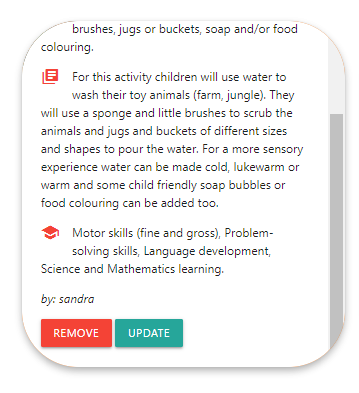 brushes, jugs or buckets, soap and/or food
colouring.
For this activity children will use water to
wash their toy animals (farm, jungle). They
will use a sponge and little brushes to scrub the
animals and jugs and buckets of different sizes
and shapes to pour the water. For a more sensory
experience water can be made cold, lukewarm or
warm and some child friendly soap bubbles or
food colouring can be added too.
Motor skills (fine and gross), Problem-
solving skills, Language development,
Science and Mathematics learning.
by: sandra
REMOVE UPDATE